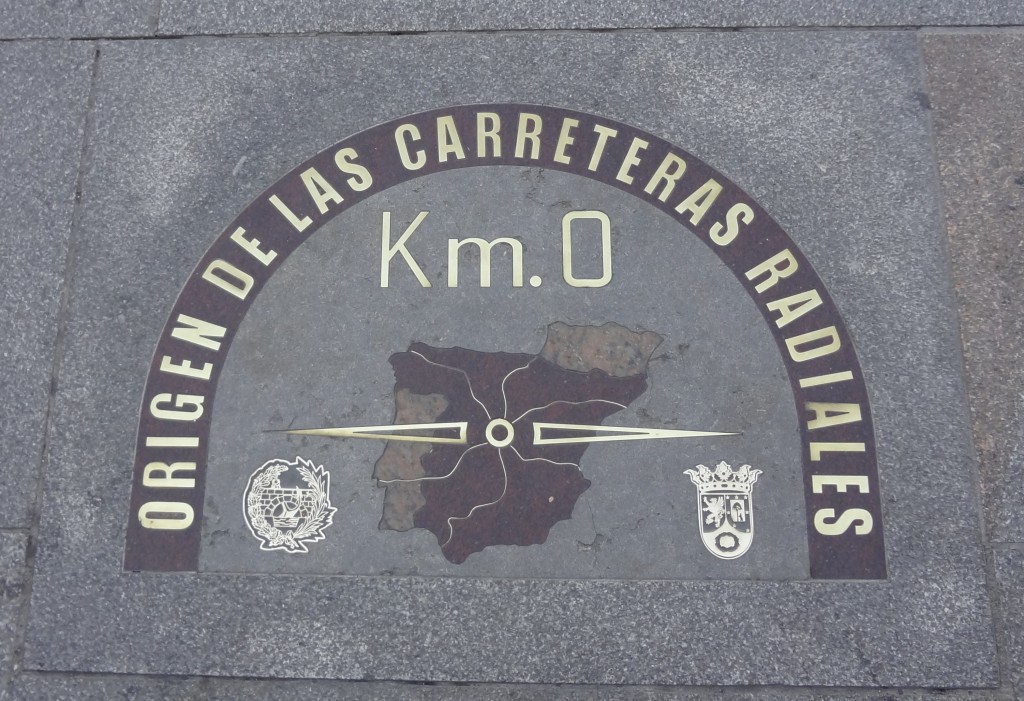 ORIGEN DE LAS CARRETERAS RADIALES
Km. 0